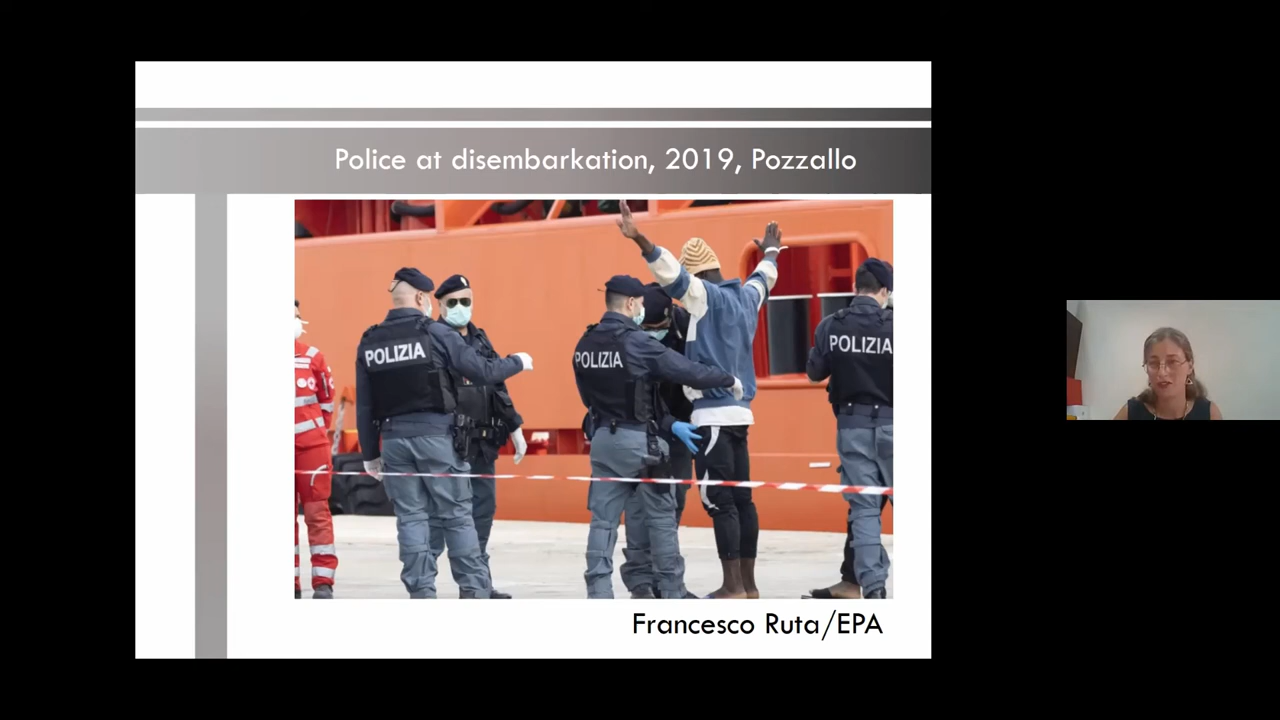 Police at disembarkation, 2019, Pozzallo
POLIZIA
POLIZIA
POLIZIA
Francesco Ruta/EPA